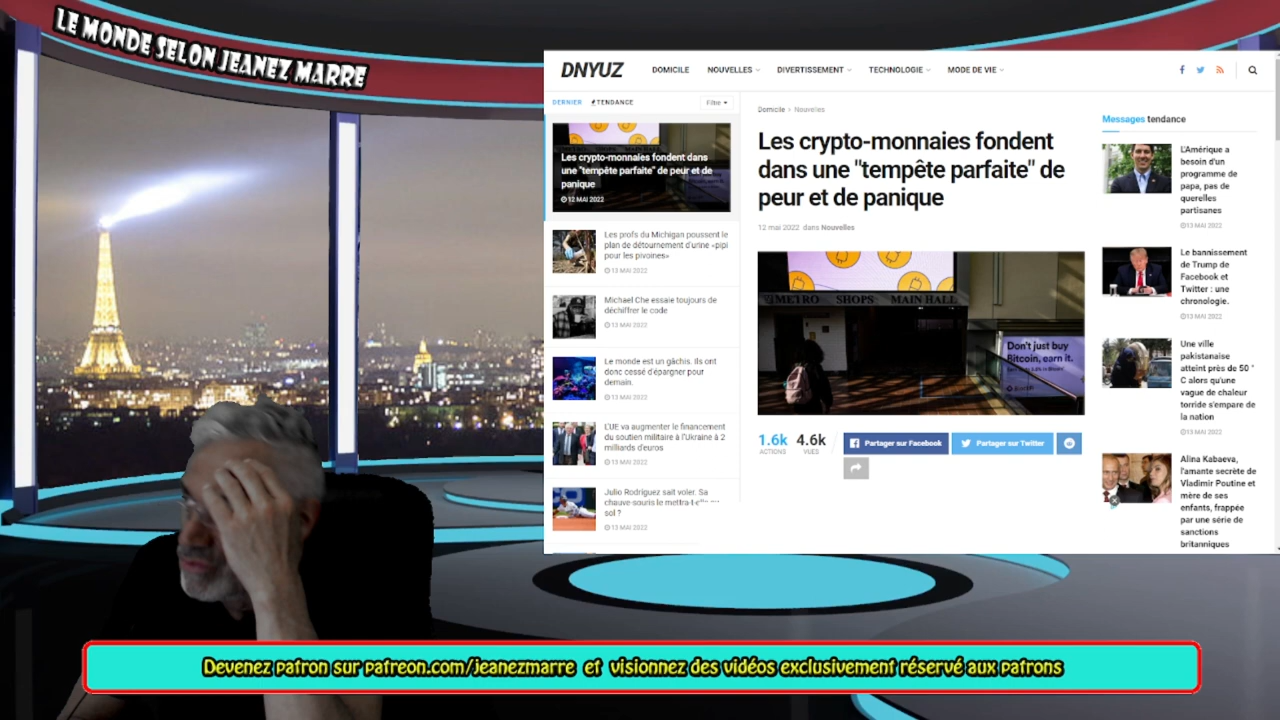 LE MONDE SELON JEANEZ MARRE
DNYUZ
DOMICILE
NOUVELLES
DIVERTISSEMENT
TECHNOLOGIE
MODE DE VIE
DERNIER
TENDANCE
Filtre
Les crypto-monnaies fondent
dans une "tempête parfaite" de peur et de
panique
12 MAI 2022
Les profs du Michigan poussent le
plan de détournement d'urine «pipi
pour les pivoines»
13 MAI 2022
Michael Che essaie toujours de
déchiffrer le code
13 MAI 2022
Le monde est un gâchis. Ils ont
donc cessé d'épargner pour
demain.
13 MAI 2022
L'UE va augmenter le financement
du soutien militaire à l'Ukraine à 2
milliards d'euros
13 MAI 2022
Julio Rodriguez sait voler. Sa
chauve-souris le mettra-t-elle au
sol ?
13 MAI 2022
Domicile > Nouvelles
Les crypto-monnaies fondent
dans une "tempête parfaite" de
peur et de panique
12 mai 2022 dans Nouvelles
METRO SHOPS MAIN HALL
Don't just buy
Bitcoin, earn it.
1.6k
ACTIONS
4.6k
VUES
Partager sur Facebook
Partager sur Twitter
Messages tendance
L'Amérique a
besoin d'un
programme de
papa, pas de
querelles
partisanes
13 MAI 2022
Le bannissement
de Trump de
Facebook et
Twitter : une
chronologie.
13 MAI 2022
Une ville
pakistanaise
atteint près de 50 °
C alors qu'une
vague de chaleur
torride s'empare de
la nation
13 MAI 2022
Alina Kabaeva,
l'amante secrète de
Vladimir Poutine et
mère de ses
enfants, frappée
par une série de
sanctions
britanniques
Devenez patron sur patreon.com/jeanezmarre et visionnez des vidéos exclusivement réservé aux patrons